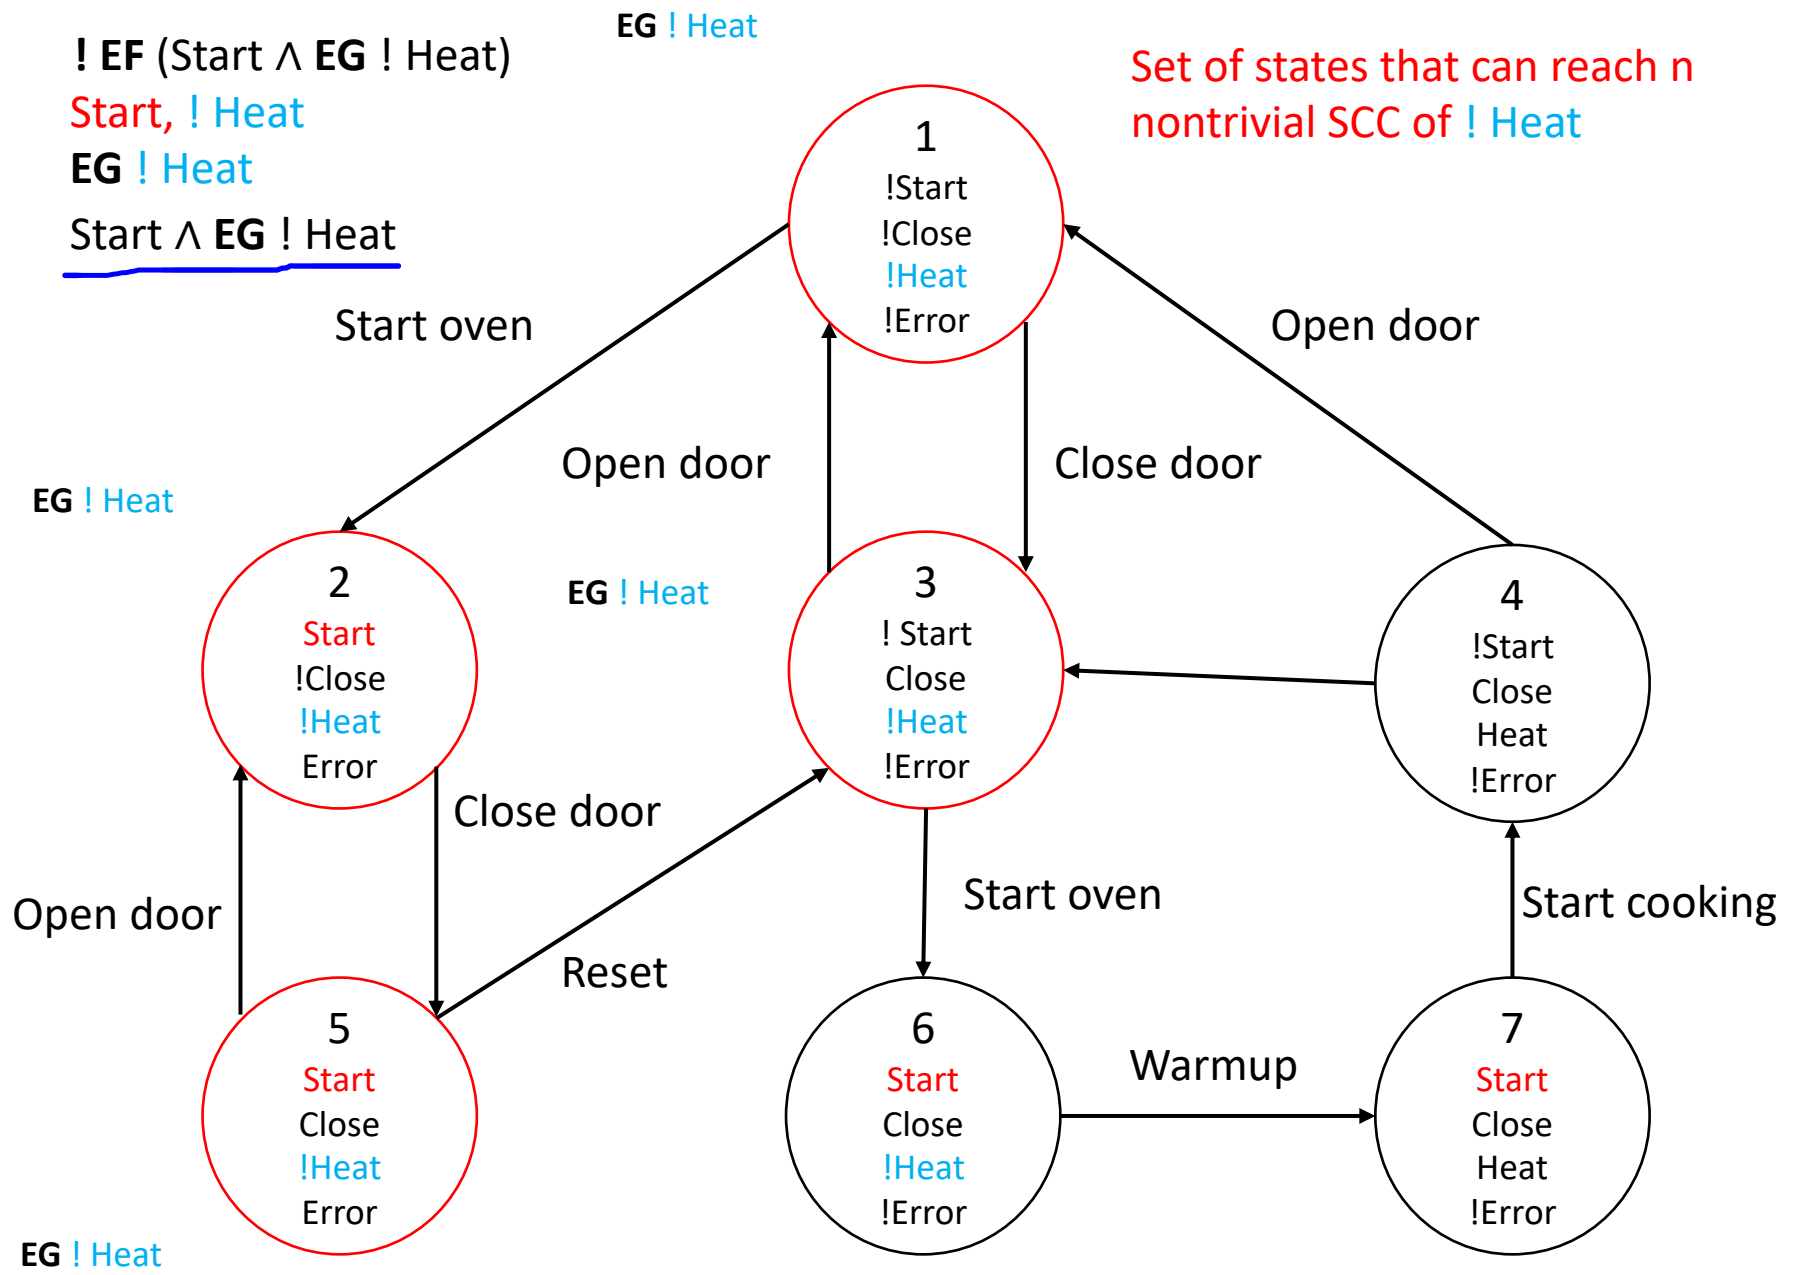 ! EF (Start ∧ EG ! Heat)
Start, ! Heat
EG ! Heat
Start ∧ EG ! Heat
EG ! Heat
Set of states that can reach n
nontrivial SCC of ! Heat
1
!Start
!Close
!Heat
!Error
Start oven
Open door
Open door
Close door
EG ! Heat
2
Start
!Close
!Heat
Error
EG ! Heat
3
! Start
Close
!Heat
!Error
4
!Start
Close
Heat
!Error
Close door
Open door
Reset
Start oven
Start cooking
5
Start
Close
!Heat
Error
6
Start
Close
!Heat
!Error
Warmup
7
Start
Close
Heat
!Error
EG ! Heat